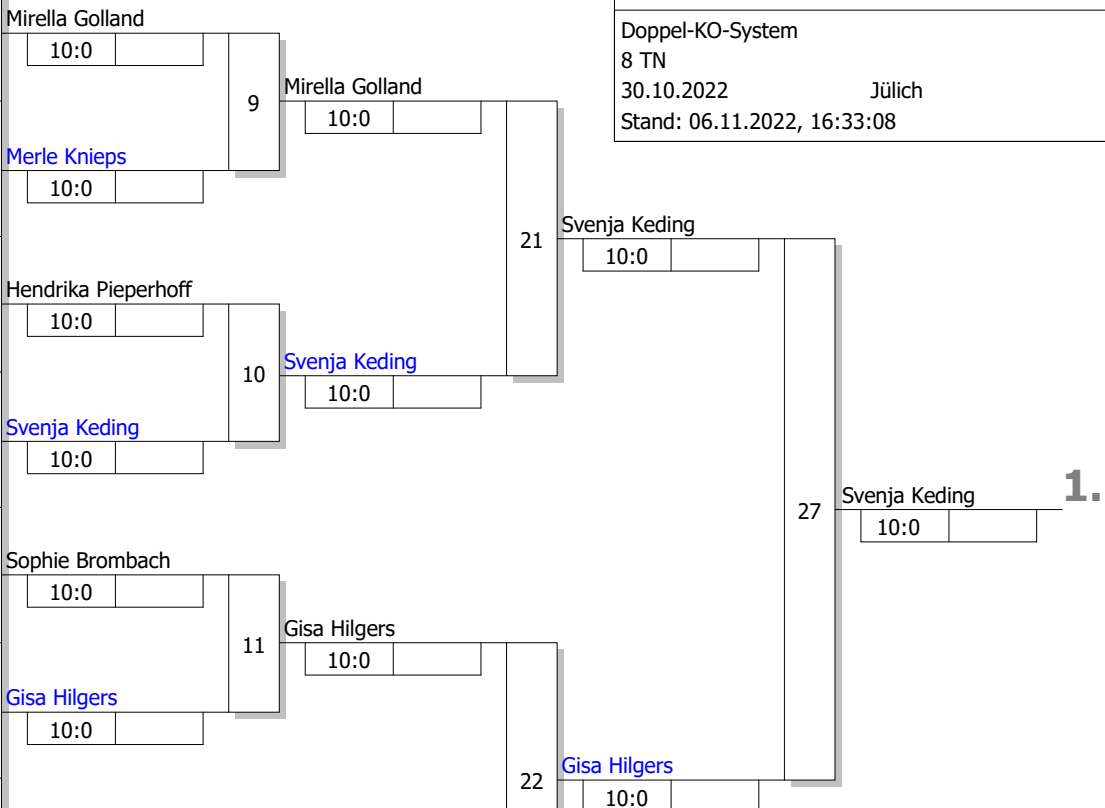 Mirella Golland
10:0
9
Merle Knieps
10:0
Mirella Golland
10:0
Hendrika Pieperhoff
10:0
10
Svenja Keding
10:0
Svenja Keding
10:0
21
Svenja Keding
10:0
Sophie Brombach
10:0
11
Gisa Hilgers
10:0
Gisa Hilgers
10:0
22
Gisa Hilgers
10:0
27
Svenja Keding
10:0
1.
Doppel-KO-System
8 TN
30.10.2022 Jülich
Stand: 06.11.2022, 16:33:08